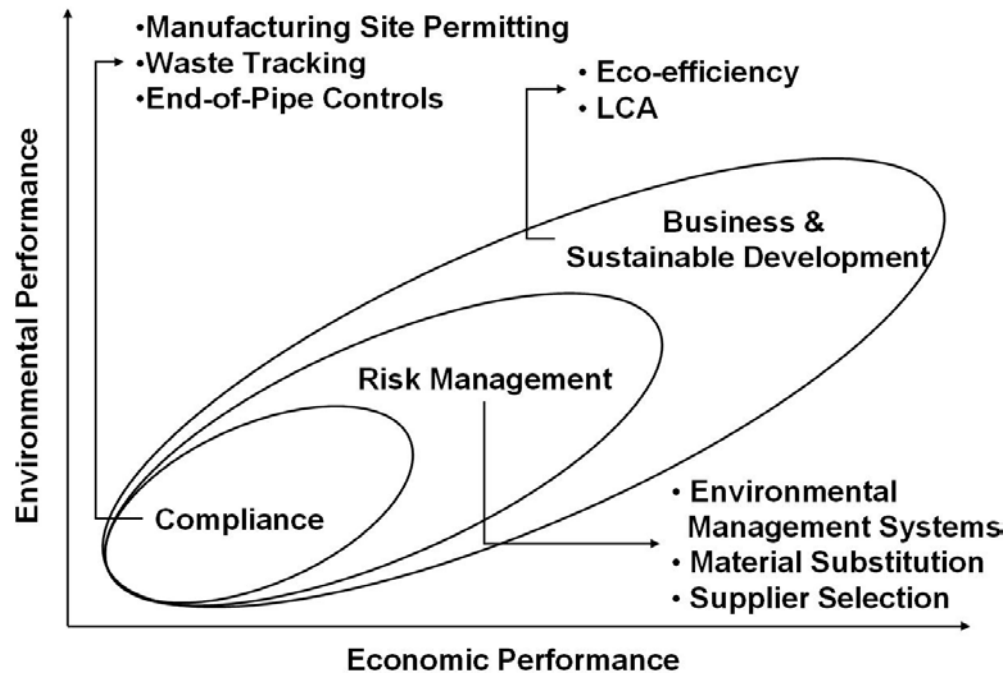 •Manufacturing Site Permitting
•Waste Tracking
•End-of-Pipe Controls
• Eco-efficiency
• LCA
Business &
Sustainable Development
Risk Management
Compliance
• Environmental
Management Systems
• Material Substitution
• Supplier Selection
Environmental Performance
Economic Performance